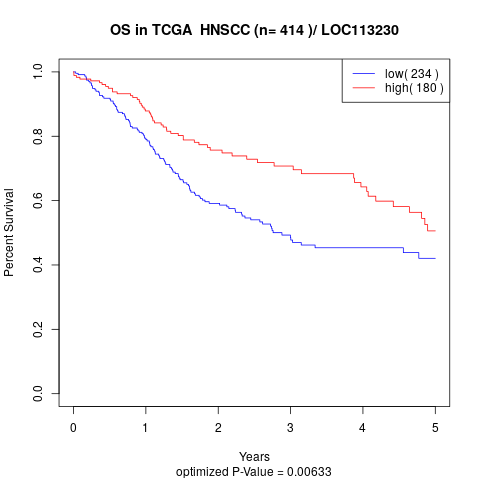 OS in TCGA  HNSCC (n= 414 )/ LOC113230
low( 234 )
high( 180 )
Percent Survival
1.0
0.8
0.6
0.4
0.2
0.0
0 1 2 3 4 5
Years
optimized P-Value = 0.00633